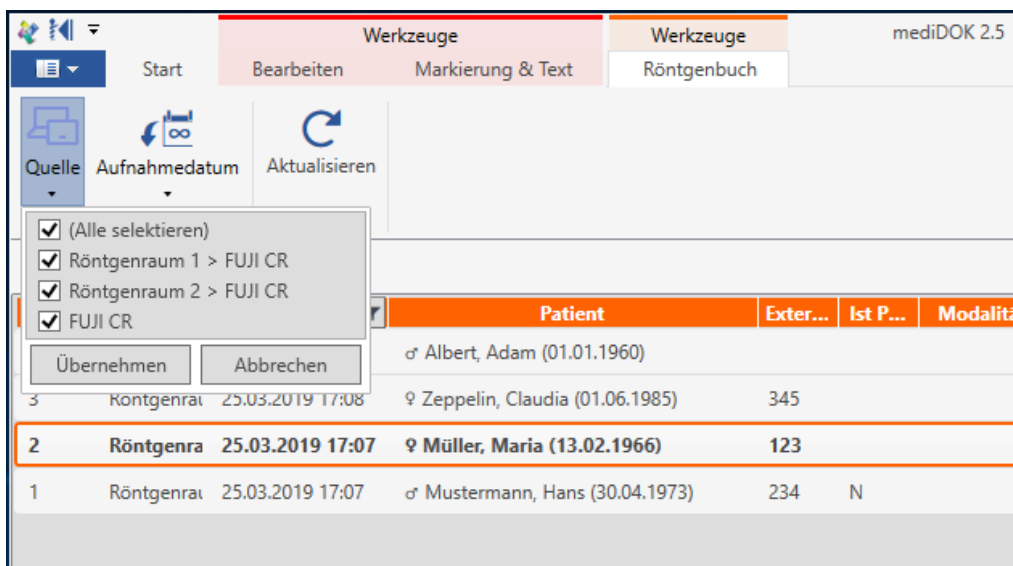 Werkzeuge Werkzeuge mediDOK 2.5
Start Bearbeiten Markierung & Text Röntgenbuch
Quelle Aufnahmedatum Aktualisieren
(Alle selektieren)
Röntgenraum 1 > FUJI CR
Röntgenraum 2 > FUJI CR
FUJI CR
Übernehmen Abbrechen
Patient Exter... Ist P... Modalitä
♂ Albert, Adam (01.01.1960)
3 Röntgenrau 25.03.2019 17:08 ♀ Zeppelin, Claudia (01.06.1985) 345
2 Röntgenra 25.03.2019 17:07 ♀ Müller, Maria (13.02.1966) 123
1 Röntgenrau 25.03.2019 17:07 ♂ Mustermann, Hans (30.04.1973) 234 N